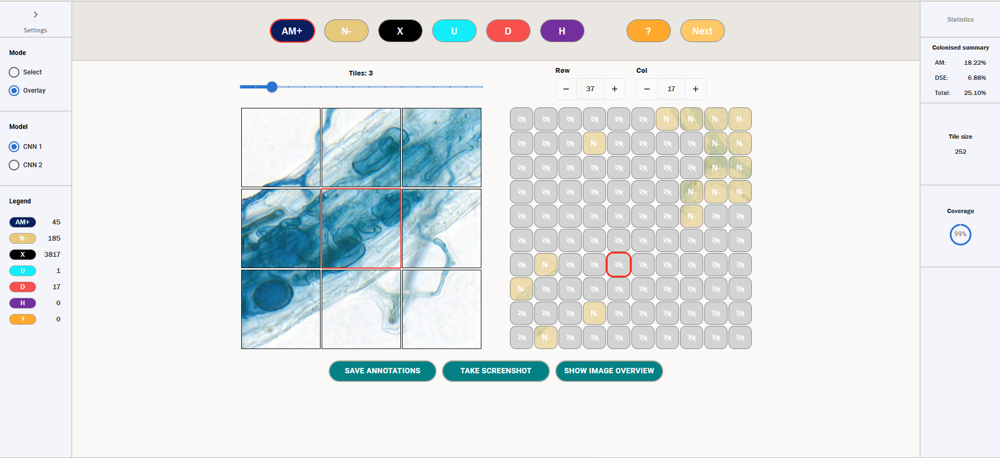 Settings
Mode
Select
Overlay
Model
CNN 1
CNN 2
Legend
AM+ 45
N- 185
X 3817
U 1
D 17
H 0
? 0
AM+ N- X U D H ? Next
Tiles: 3
Row Col
− 37 + − 17 +
N- N- N- N-
N- N- N-
N- N-
N- N- N-
N-
N-
N-
N-
N-
SAVE ANNOTATIONS TAKE SCREENSHOT SHOW IMAGE OVERVIEW
Statistics
Colonised summary
AM: 18.22%
DSE: 6.88%
Total: 25.10%
Tile size
252
Coverage
99%